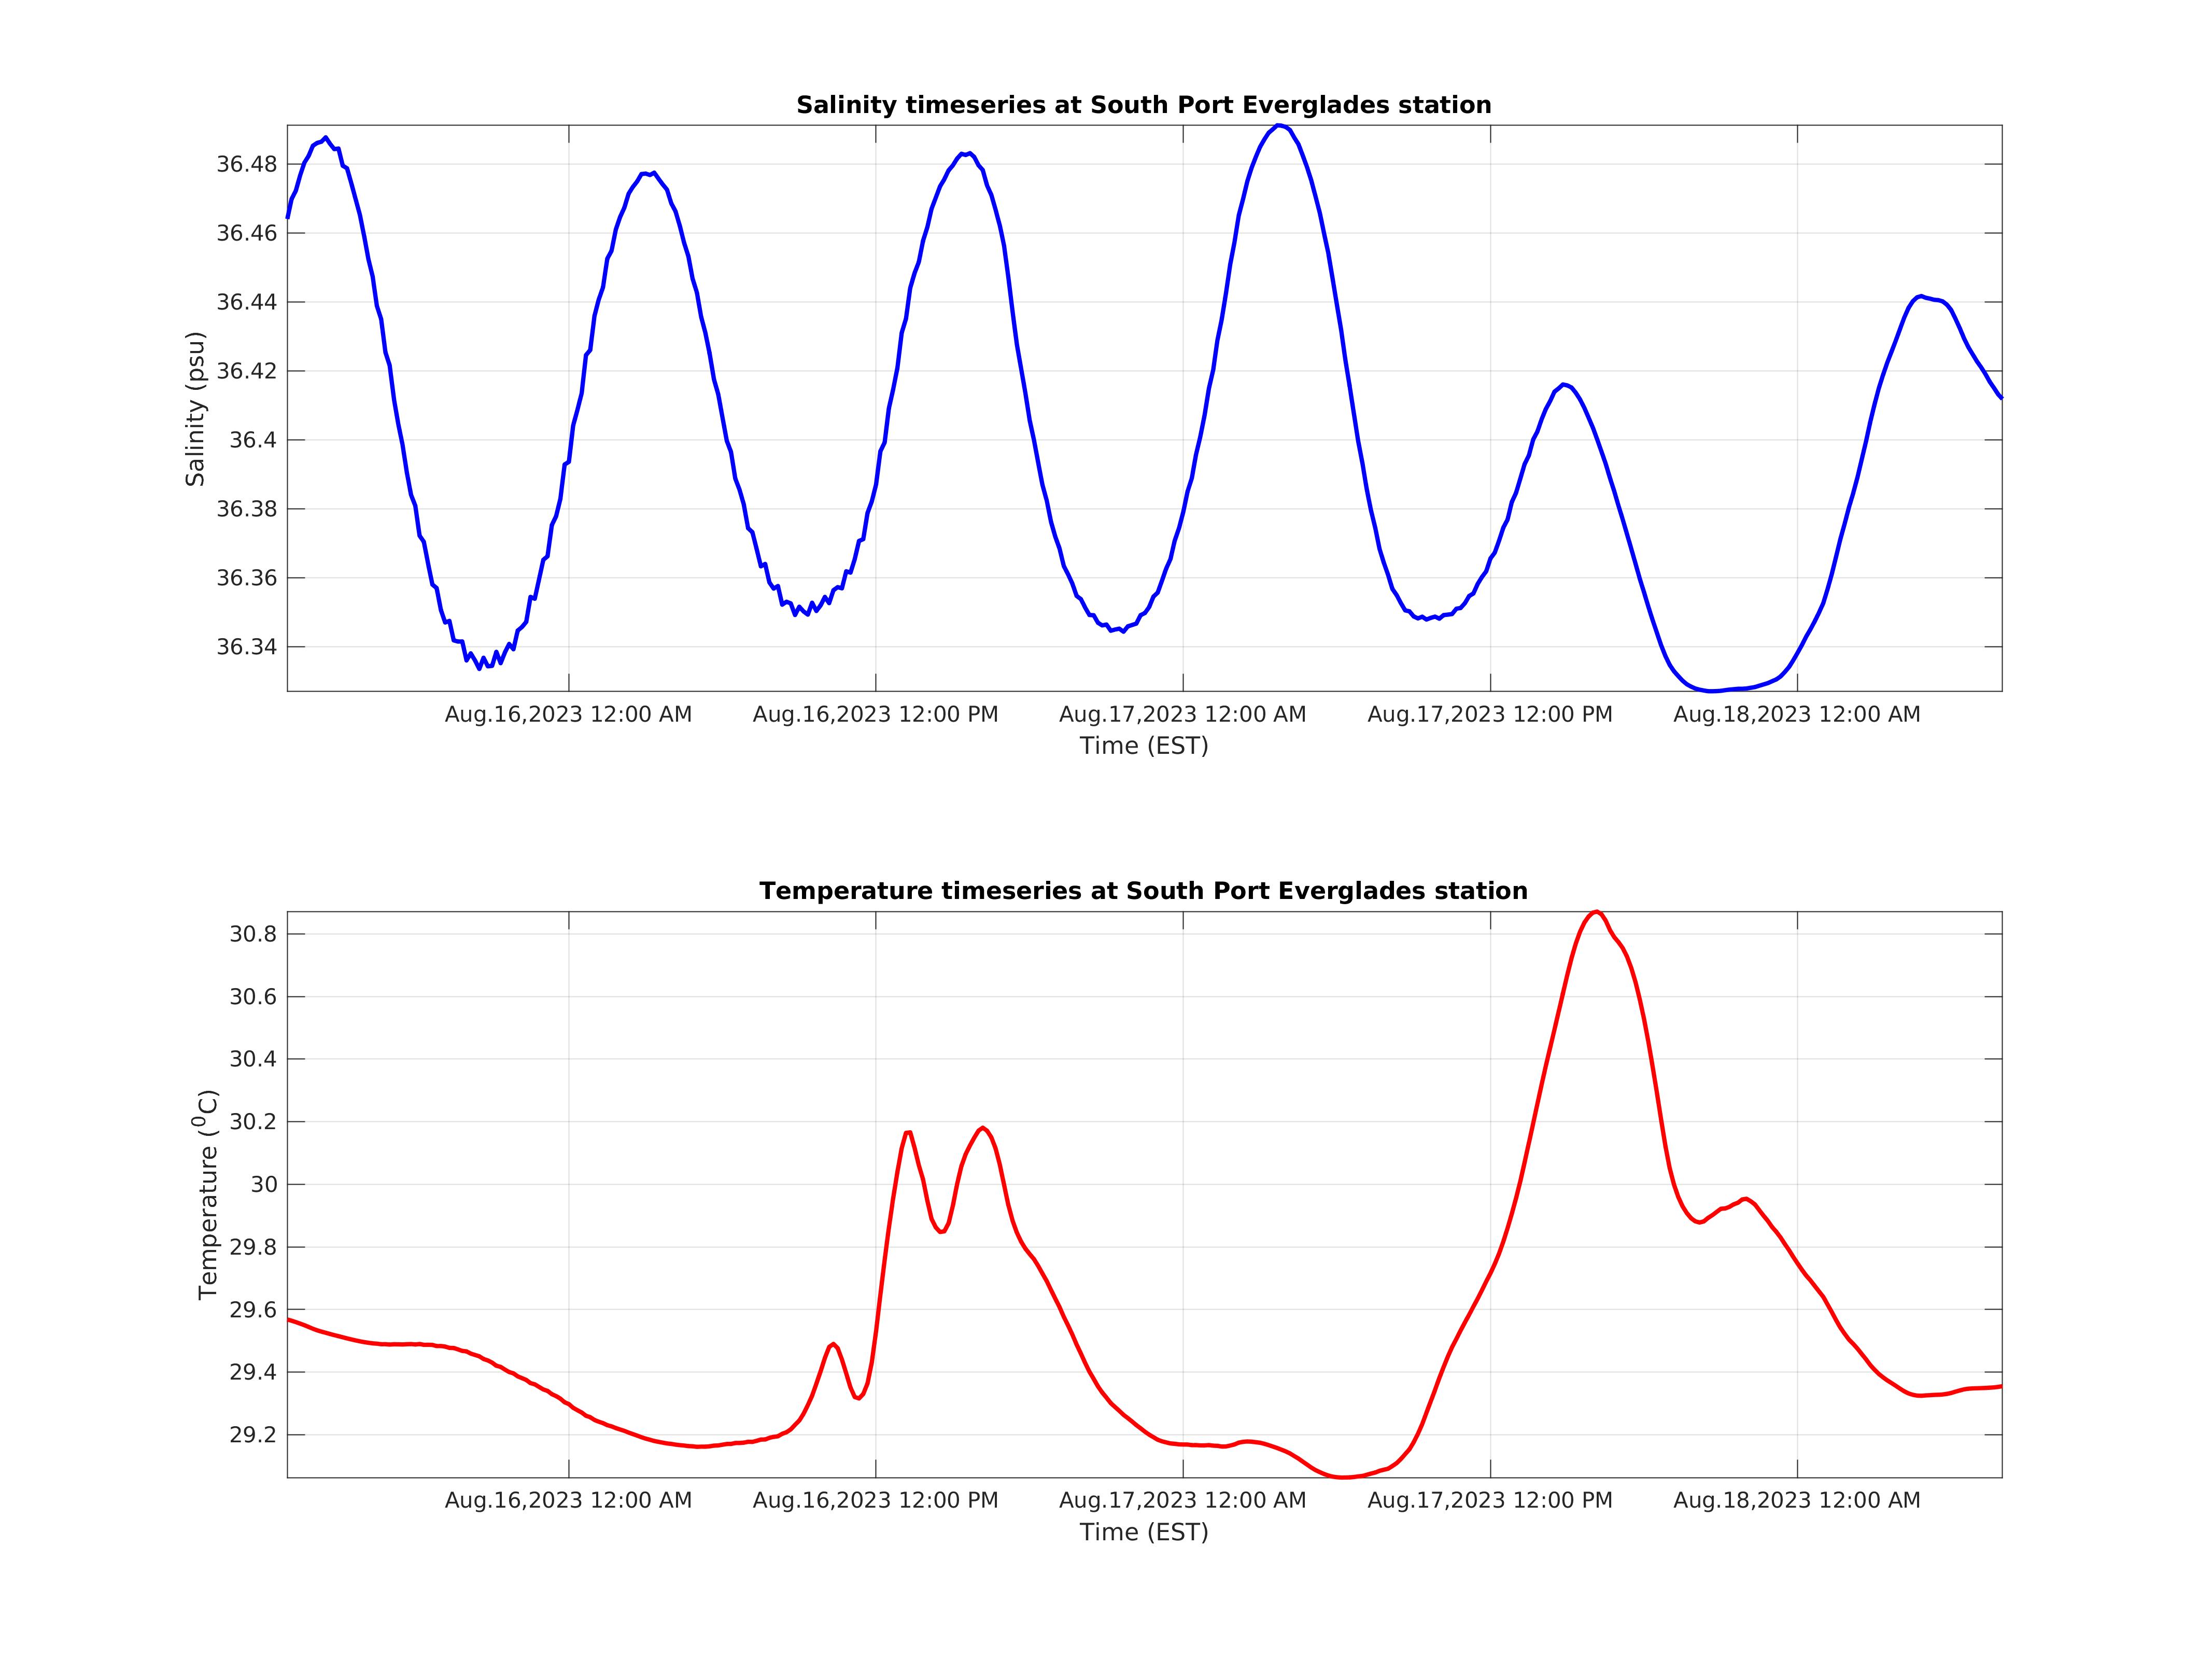 Salinity timeseries at South Port Everglades station
36.48
36.46
36.44
36.42
36.4
36.38
36.36
36.34
Salinity (psu)
Aug.16,2023 12:00 AM Aug.16,2023 12:00 PM Aug.17,2023 12:00 AM Aug.17,2023 12:00 PM Aug.18,2023 12:00 AM
Time (EST)
Temperature timeseries at South Port Everglades station
30.8
30.6
30.4
30.2
30
29.8
29.6
29.4
29.2
Temperature (⁰C)
Aug.16,2023 12:00 AM Aug.16,2023 12:00 PM Aug.17,2023 12:00 AM Aug.17,2023 12:00 PM Aug.18,2023 12:00 AM
Time (EST)